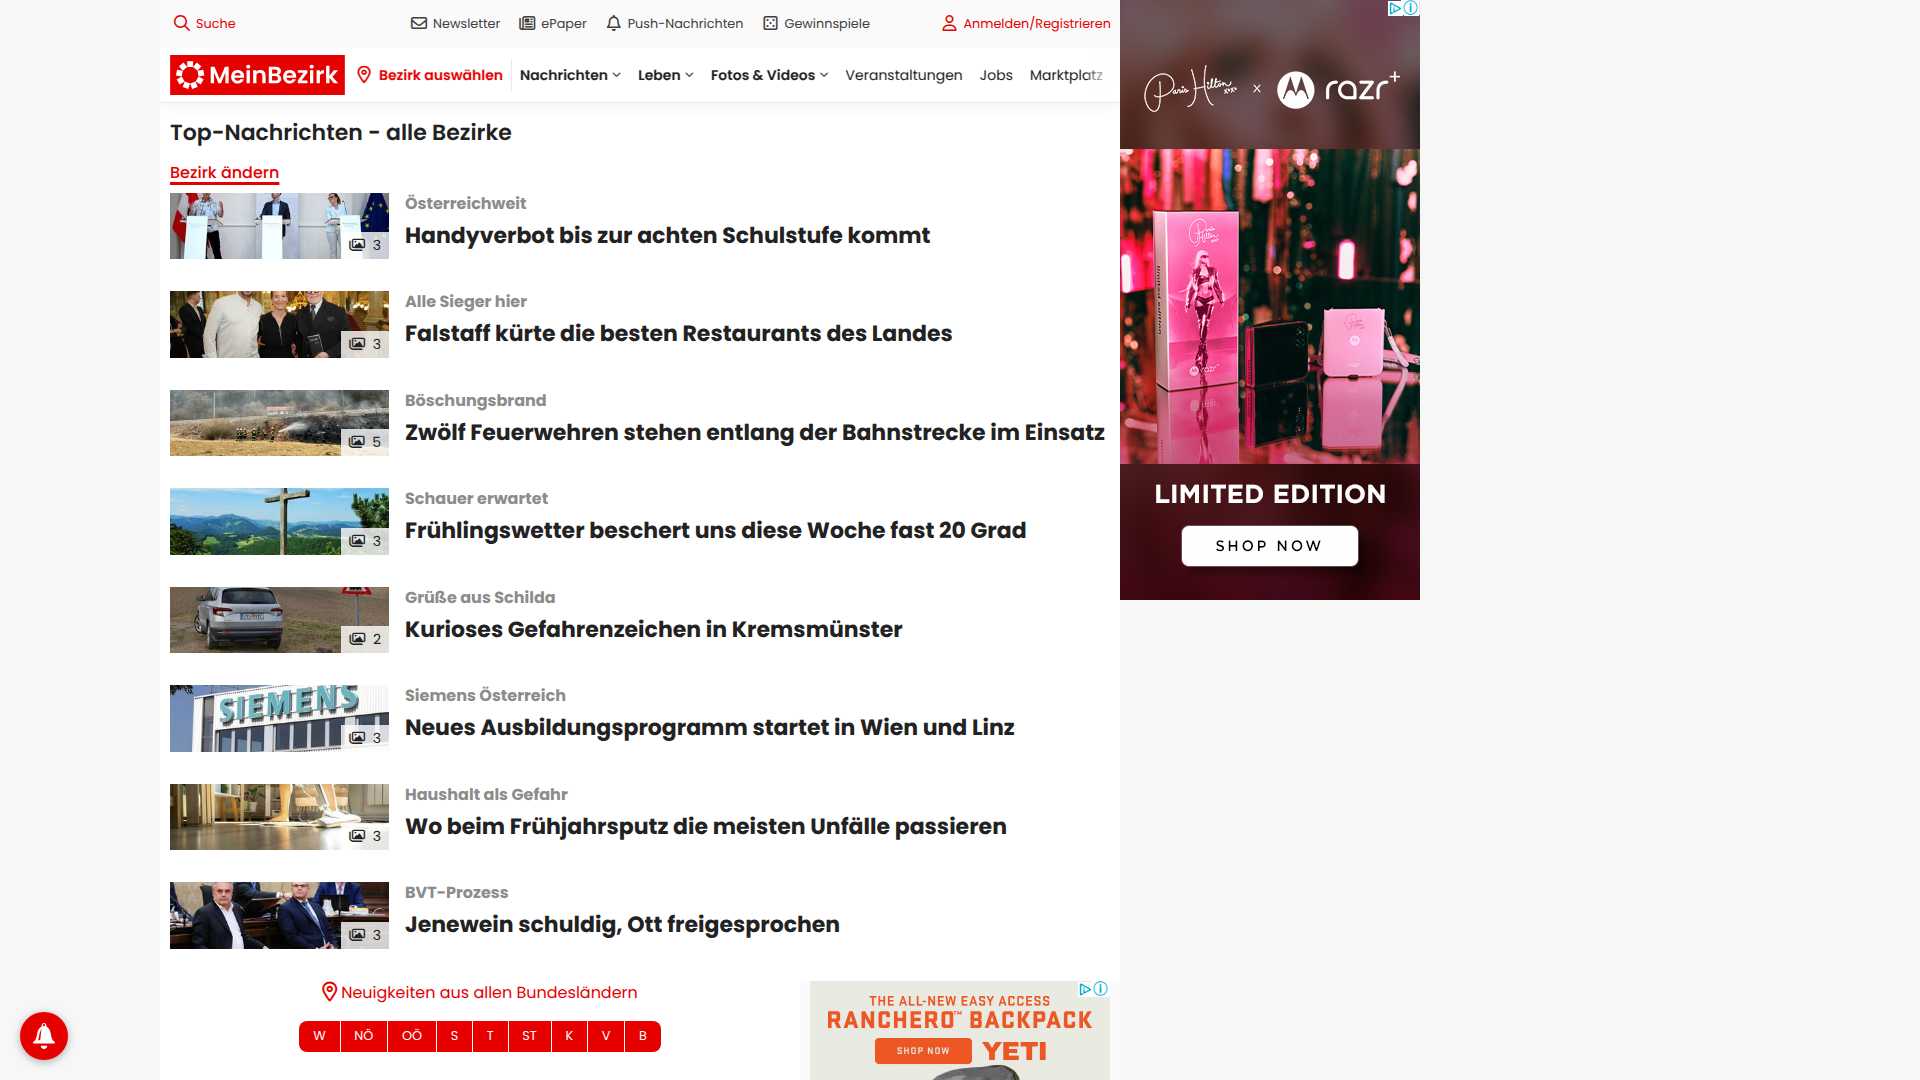 Suche
Newsletter
ePaper
Push-Nachrichten
Gewinnspiele
Anmelden/Registrieren
MeinBezirk
Bezirk auswählen
Nachrichten
Leben
Fotos & Videos
Veranstaltungen
Jobs
Marktplatz
Top-Nachrichten - alle Bezirke
Bezirk ändern
3
Österreichweit
Handyverbot bis zur achten Schulstufe kommt
3
Alle Sieger hier
Falstaff kürte die besten Restaurants des Landes
5
Böschungsbrand
Zwölf Feuerwehren stehen entlang der Bahnstrecke im Einsatz
3
Schauer erwartet
Frühlingswetter beschert uns diese Woche fast 20 Grad
2
Grüße aus Schilda
Kurioses Gefahrenzeichen in Kremsmünster
SIEMENS
3
Siemens Österreich
Neues Ausbildungsprogramm startet in Wien und Linz
3
Haushalt als Gefahr
Wo beim Frühjahrsputz die meisten Unfälle passieren
3
BVT-Prozess
Jenewein schuldig, Ott freigesprochen
Neuigkeiten aus allen Bundesländern
W NÖ OÖ S T ST K V B
Paris Hilton x razr+
LIMITED EDITION
SHOP NOW
THE ALL-NEW EASY ACCESS
RANCHERO™ BACKPACK
SHOP NOW
YETI